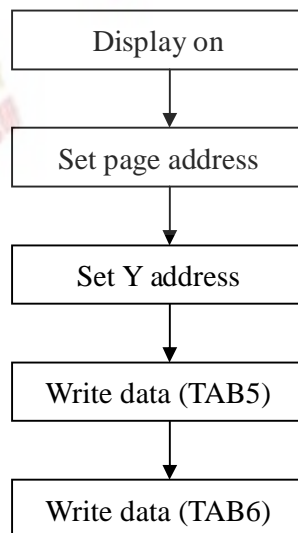 Display on
Set page address
Set Y address
Write data (TAB5)
Write data (TAB6)